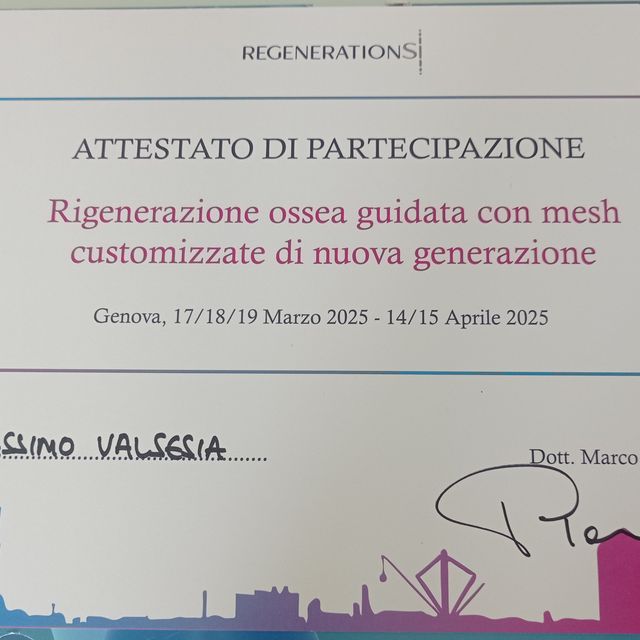 REGENERATIONS
ATTESTATO DI PARTECIPAZIONE
Rigenerazione ossea guidata con mesh
customizzate di nuova generazione
Genova, 17/18/19 Marzo 2025 - 14/15 Aprile 2025
SSIMO VALSESIA
Dott. Marco